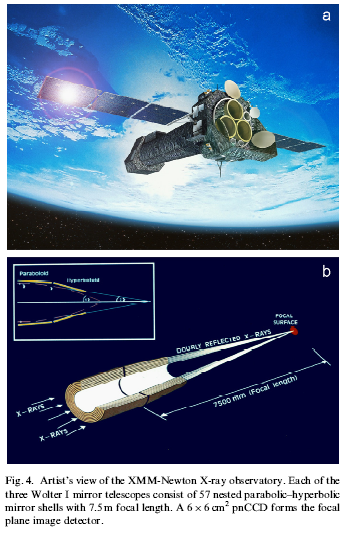 a
b
Paraboloid
Hyperboloid
FOCAL
SURFACE
DOUBLY REFLECTED X-RAYS
7500 mm (Focal length)
X-RAYS
X-RAYS
Fig. 4. Artist's view of the XMM-Newton X-ray observatory. Each of the
three Wolter I mirror telescopes consist of 57 nested parabolic–hyperbolic
mirror shells with 7.5 m focal length. A 6 × 6 cm² pnCCD forms the focal
plane image detector.